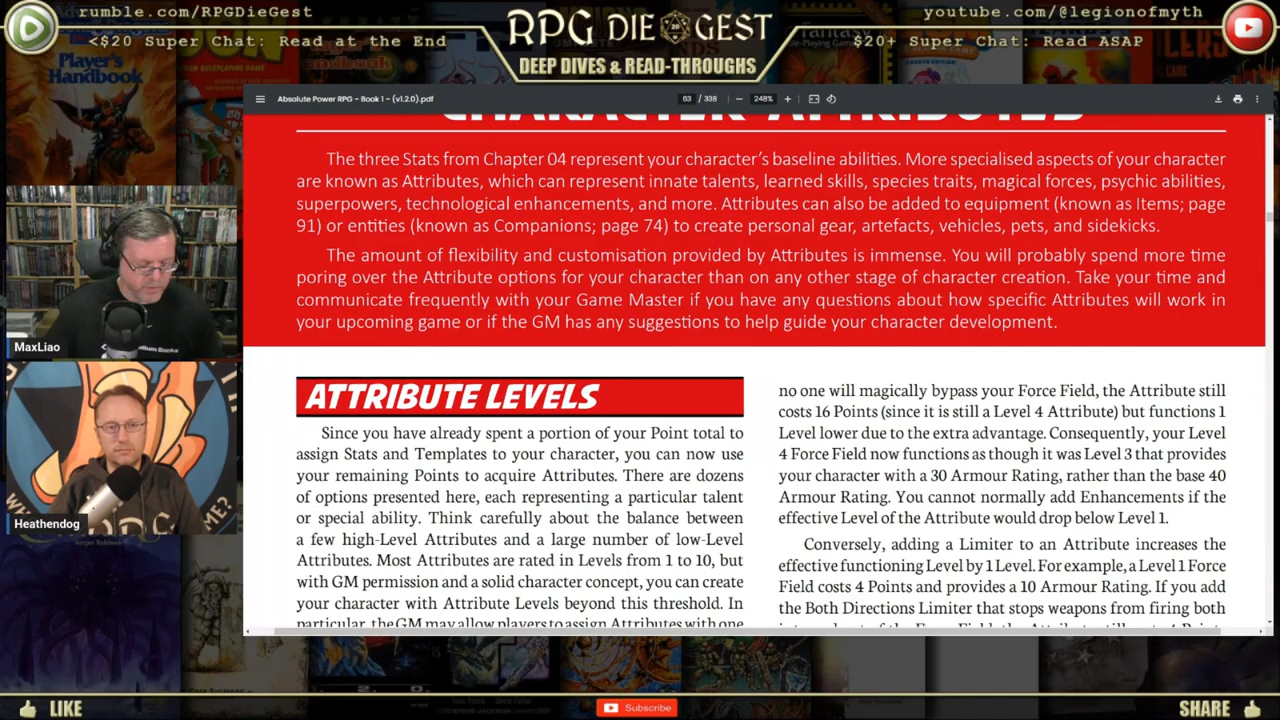 rumble.com/RPGDieGest
<$20 Super Chat: Read at the End
RPG DIE GEST
DEEP DIVES & READ-THROUGHS
youtube.com/@legionofmyth
$20+ Super Chat: Read ASAP
Player's
Handbook
Absolute Power RPG - Book 1 - (v1.2.0).pdf
63 / 338
248%
CHARACTER ATTRIBUTES
The three Stats from Chapter 04 represent your character's baseline abilities. More specialised aspects of your character
are known as Attributes, which can represent innate talents, learned skills, species traits, magical forces, psychic abilities,
superpowers, technological enhancements, and more. Attributes can also be added to equipment (known as Items; page
91) or entities (known as Companions; page 74) to create personal gear, artefacts, vehicles, pets, and sidekicks.
The amount of flexibility and customisation provided by Attributes is immense. You will probably spend more time
poring over the Attribute options for your character than on any other stage of character creation. Take your time and
communicate frequently with your Game Master if you have any questions about how specific Attributes will work in
your upcoming game or if the GM has any suggestions to help guide your character development.
ATTRIBUTE LEVELS
Since you have already spent a portion of your Point total to
assign Stats and Templates to your character, you can now use
your remaining Points to acquire Attributes. There are dozens
of options presented here, each representing a particular talent
or special ability. Think carefully about the balance between
a few high-Level Attributes and a large number of low-Level
Attributes. Most Attributes are rated in Levels from 1 to 10, but
with GM permission and a solid character concept, you can create
your character with Attribute Levels beyond this threshold. In
particular, the GM may allow players to assign Attributes with one
no one will magically bypass your Force Field, the Attribute still
costs 16 Points (since it is still a Level 4 Attribute) but functions 1
Level lower due to the extra advantage. Consequently, your Level
4 Force Field now functions as though it was Level 3 that provides
your character with a 30 Armour Rating, rather than the base 40
Armour Rating. You cannot normally add Enhancements if the
effective Level of the Attribute would drop below Level 1.
Conversely, adding a Limiter to an Attribute increases the
effective functioning Level by 1 Level. For example, a Level 1 Force
Field costs 4 Points and provides a 10 Armour Rating. If you add
the Both Directions Limiter that stops weapons from firing both
MaxLiao
Heathendog
LIKE
Subscribe
SHARE